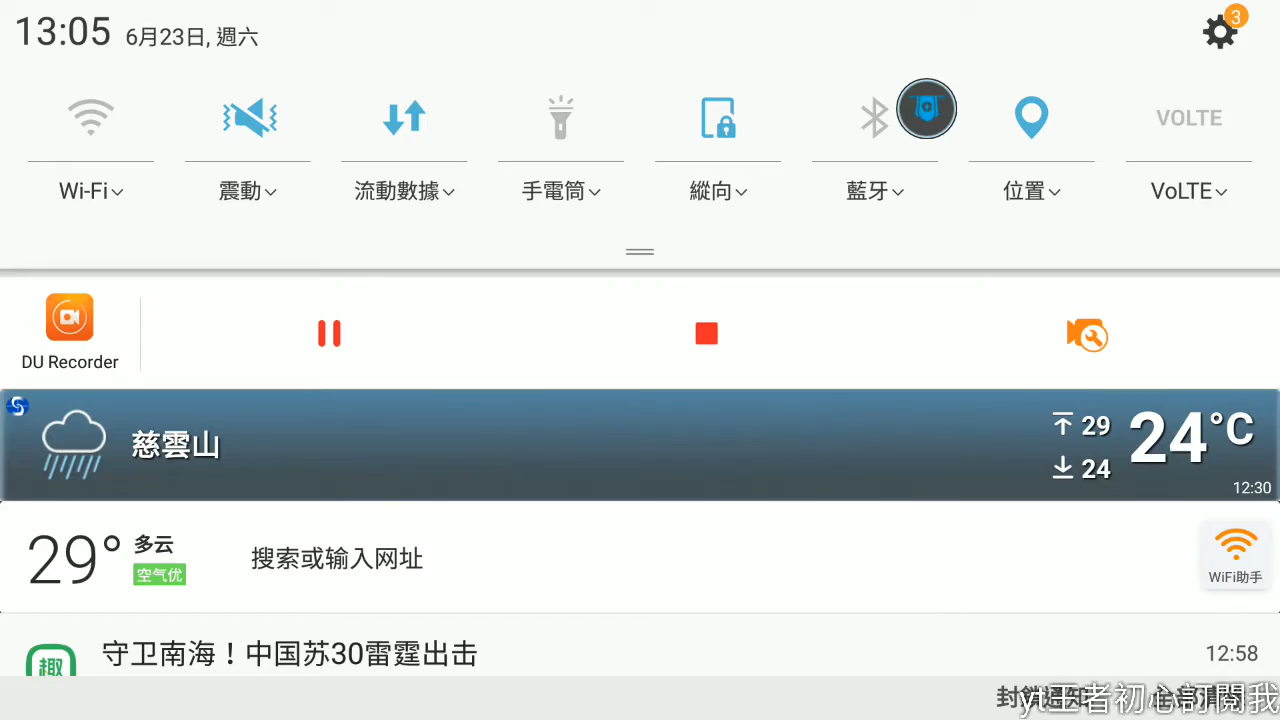 13:05 6月23日, 週六
3
VOLTE
Wi-Fi 震動 流動數據 手電筒 縱向 藍牙 位置 VoLTE
DU Recorder
慈雲山
29
24
24°C
12:30
29° 多云
空气优
搜索或输入网址
WiFi助手
趣
守卫南海！中国苏30雷霆出击
12:58
封鎖通知
yt王者初心訂閱我